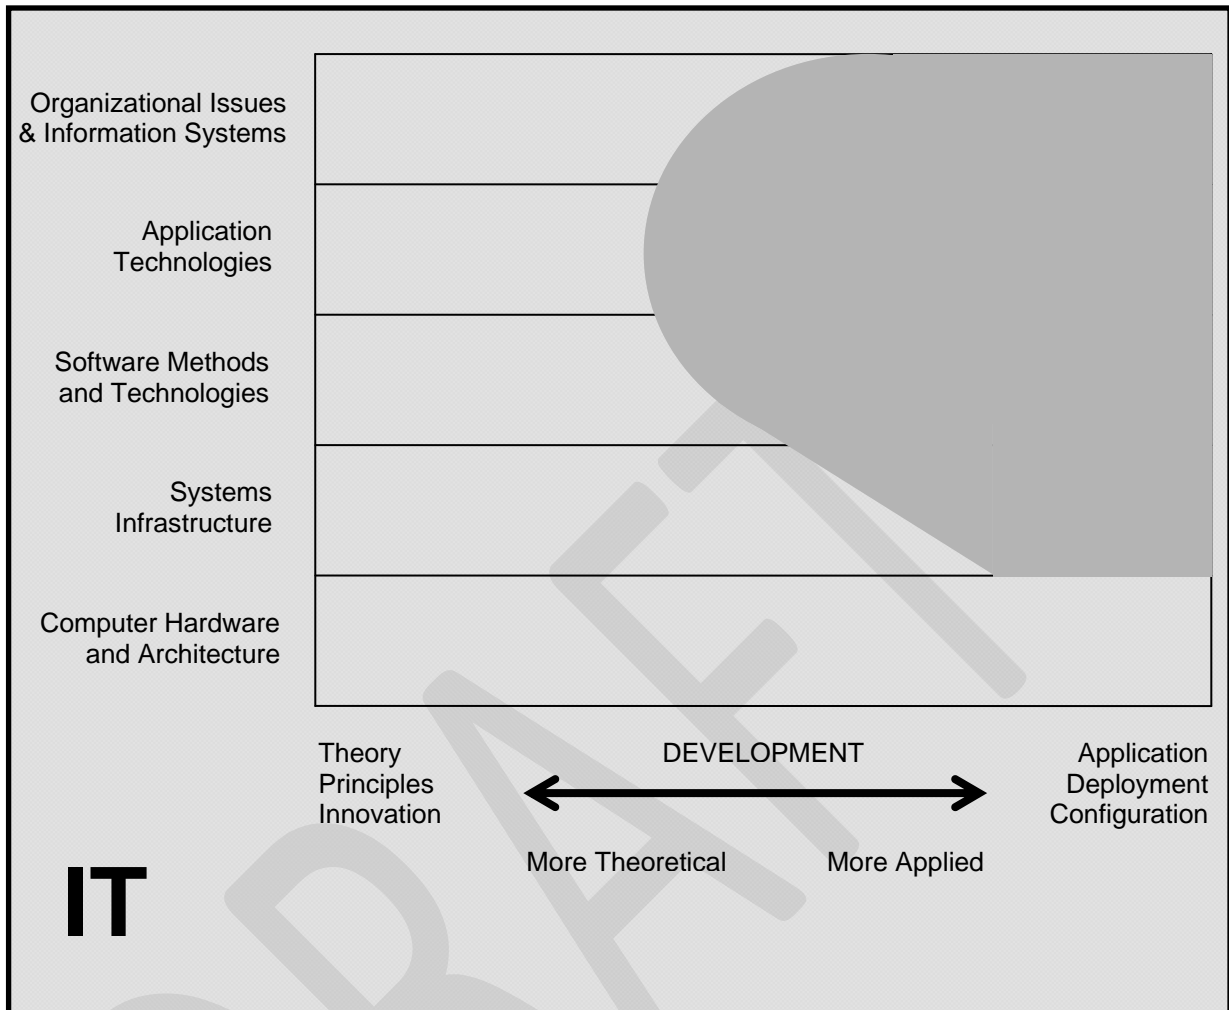 Organizational Issues
& Information Systems
Application
Technologies
Software Methods
and Technologies
Systems
Infrastructure
Computer Hardware
and Architecture
Theory
Principles
Innovation
DEVELOPMENT
Application
Deployment
Configuration
More Theoretical
More Applied
IT
DRAFT